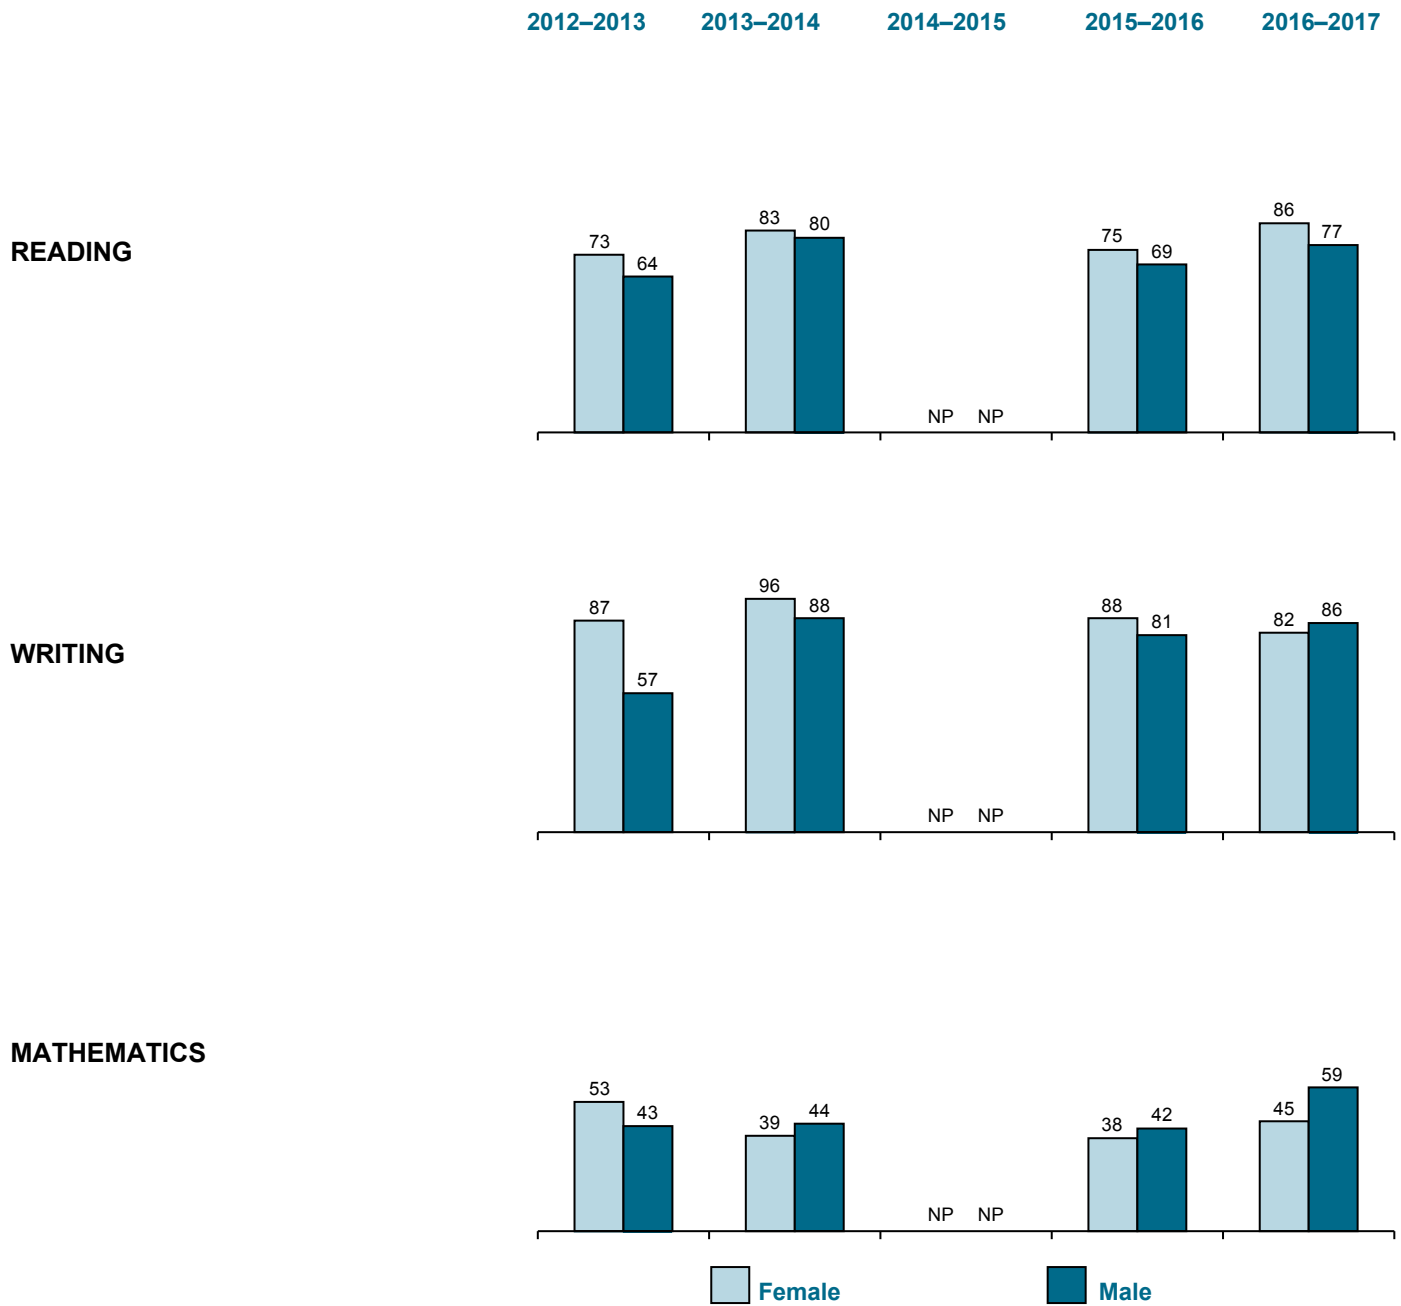 2012–2013 2013–2014 2014–2015 2015–2016 2016–2017
READING
73 64 83 80 NP NP 75 69 86 77
WRITING
87 57 96 88 NP NP 88 81 82 86
MATHEMATICS
53 43 39 44 NP NP 38 42 45 59
Female Male